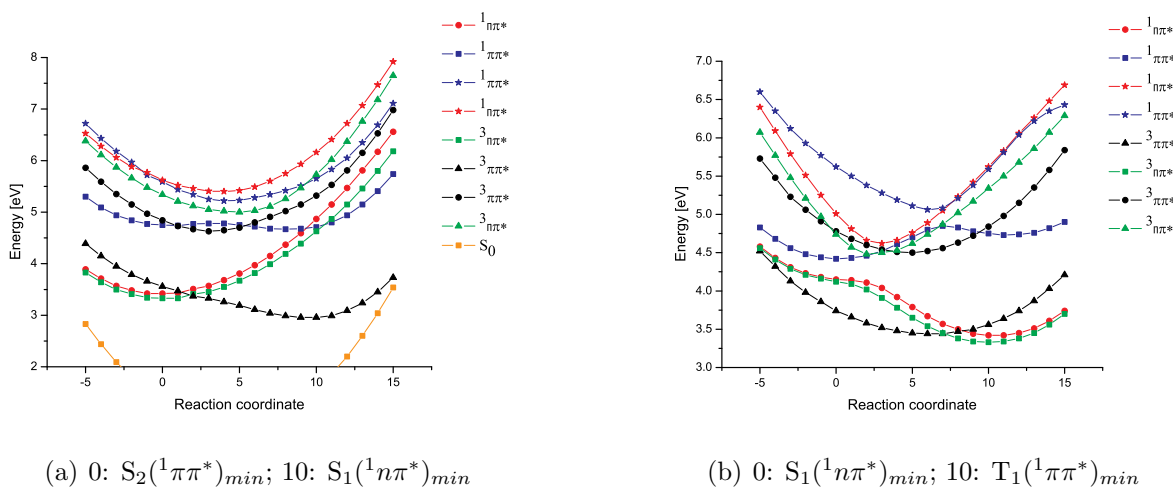 8
7
6
5
4
3
2
Energy [eV]
-5 0 5 10 15
Reaction coordinate
1nπ*
1ππ*
1ππ*
1nπ*
3nπ*
3ππ*
3ππ*
3nπ*
S0
7.0
6.5
6.0
5.5
5.0
4.5
4.0
3.5
3.0
Energy [eV]
-5 0 5 10 15
Reaction coordinate
1nπ*
1ππ*
1nπ*
1ππ*
3ππ*
3nπ*
3ππ*
3nπ*
(a) 0: S2(1ππ*)min; 10: S1(1nπ*)min
(b) 0: S1(1nπ*)min; 10: T1(1ππ*)min